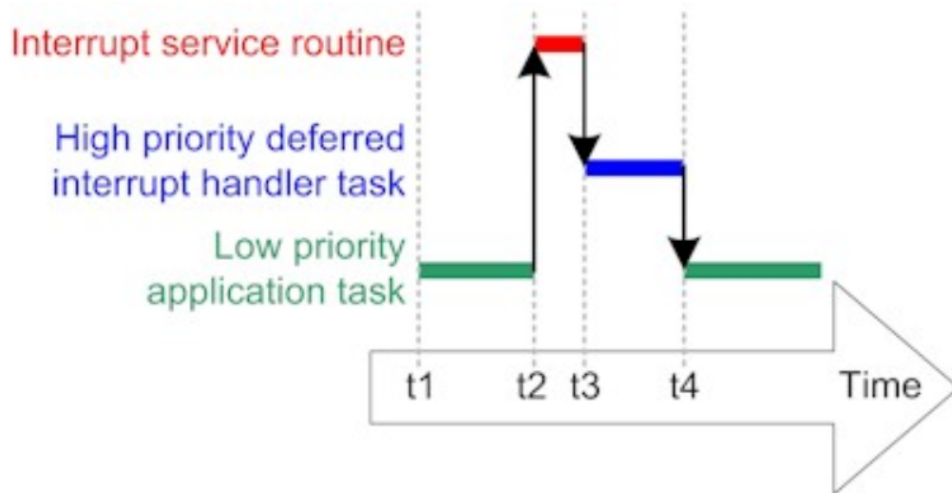 Interrupt service routine
High priority deferred
interrupt handler task
Low priority
application task
t1 t2 t3 t4 Time